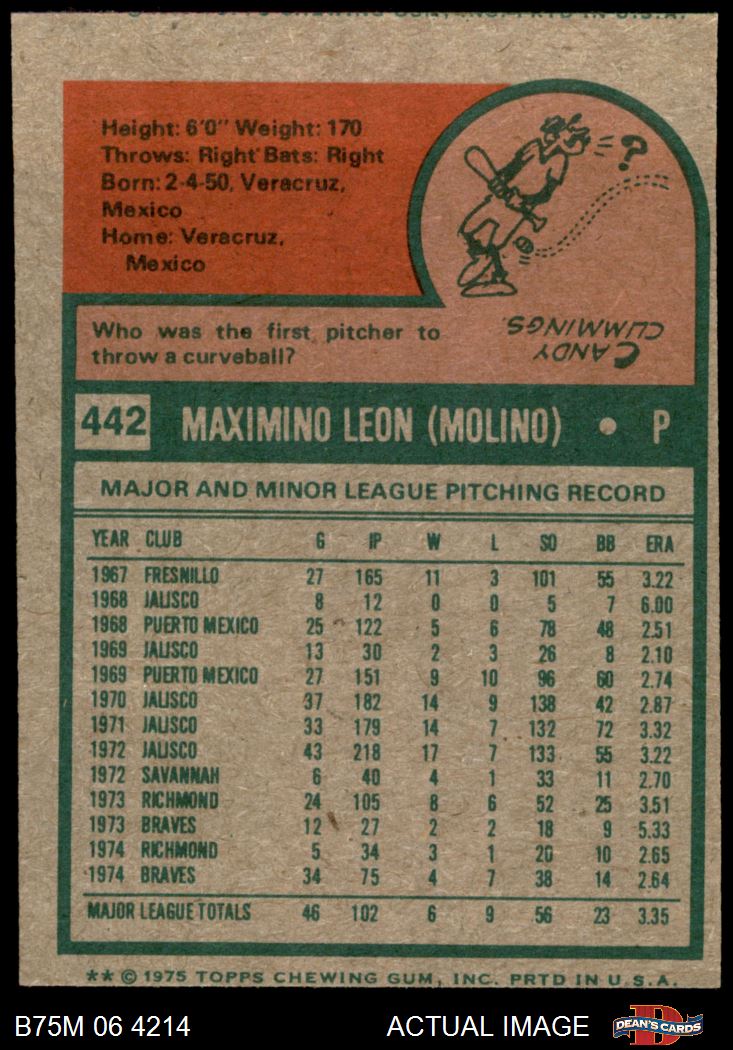 Height: 6'0" Weight: 170
Throws: Right Bats: Right
Born: 2-4-50, Veracruz,
Mexico
Home: Veracruz,
Mexico
?
Who was the first pitcher to
throw a curveball?
CANDY
CUMMINGS.
442 MAXIMINO LEON (MOLINO) • P
MAJOR AND MINOR LEAGUE PITCHING RECORD
YEAR CLUB G IP W L SO BB ERA
1967 FRESNILLO 27 165 11 3 101 55 3.22
1968 JALISCO 8 12 0 0 5 7 6.00
1968 PUERTO MEXICO 25 122 5 6 78 48 2.51
1969 JALISCO 13 30 2 3 26 8 2.10
1969 PUERTO MEXICO 27 151 9 10 96 60 2.74
1970 JALISCO 37 182 14 9 138 42 2.87
1971 JALISCO 33 179 14 7 132 72 3.32
1972 JALISCO 43 218 17 7 133 55 3.22
1972 SAVANNAH 6 40 4 1 33 11 2.70
1973 RICHMOND 24 105 8 6 52 25 3.51
1973 BRAVES 12 27 2 2 18 9 5.33
1974 RICHMOND 5 34 3 1 20 10 2.65
1974 BRAVES 34 75 4 7 38 14 2.64
MAJOR LEAGUE TOTALS 46 102 6 9 56 23 3.35
** © 1975 TOPPS CHEWING GUM, INC. PRTD IN U.S.A.
B75M 06 4214 ACTUAL IMAGE D DEAN'S CARDS